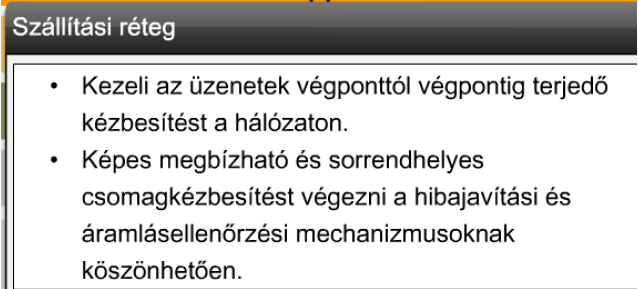 Szállítási réteg
• Kezeli az üzenetek végponttól végpontig terjedő
kézbesítést a hálózaton.
• Képes megbízható és sorrendhelyes
csomagkézbesítést végezni a hibajavítási és
áramlásellenőrzési mechanizmusoknak
köszönhetően.